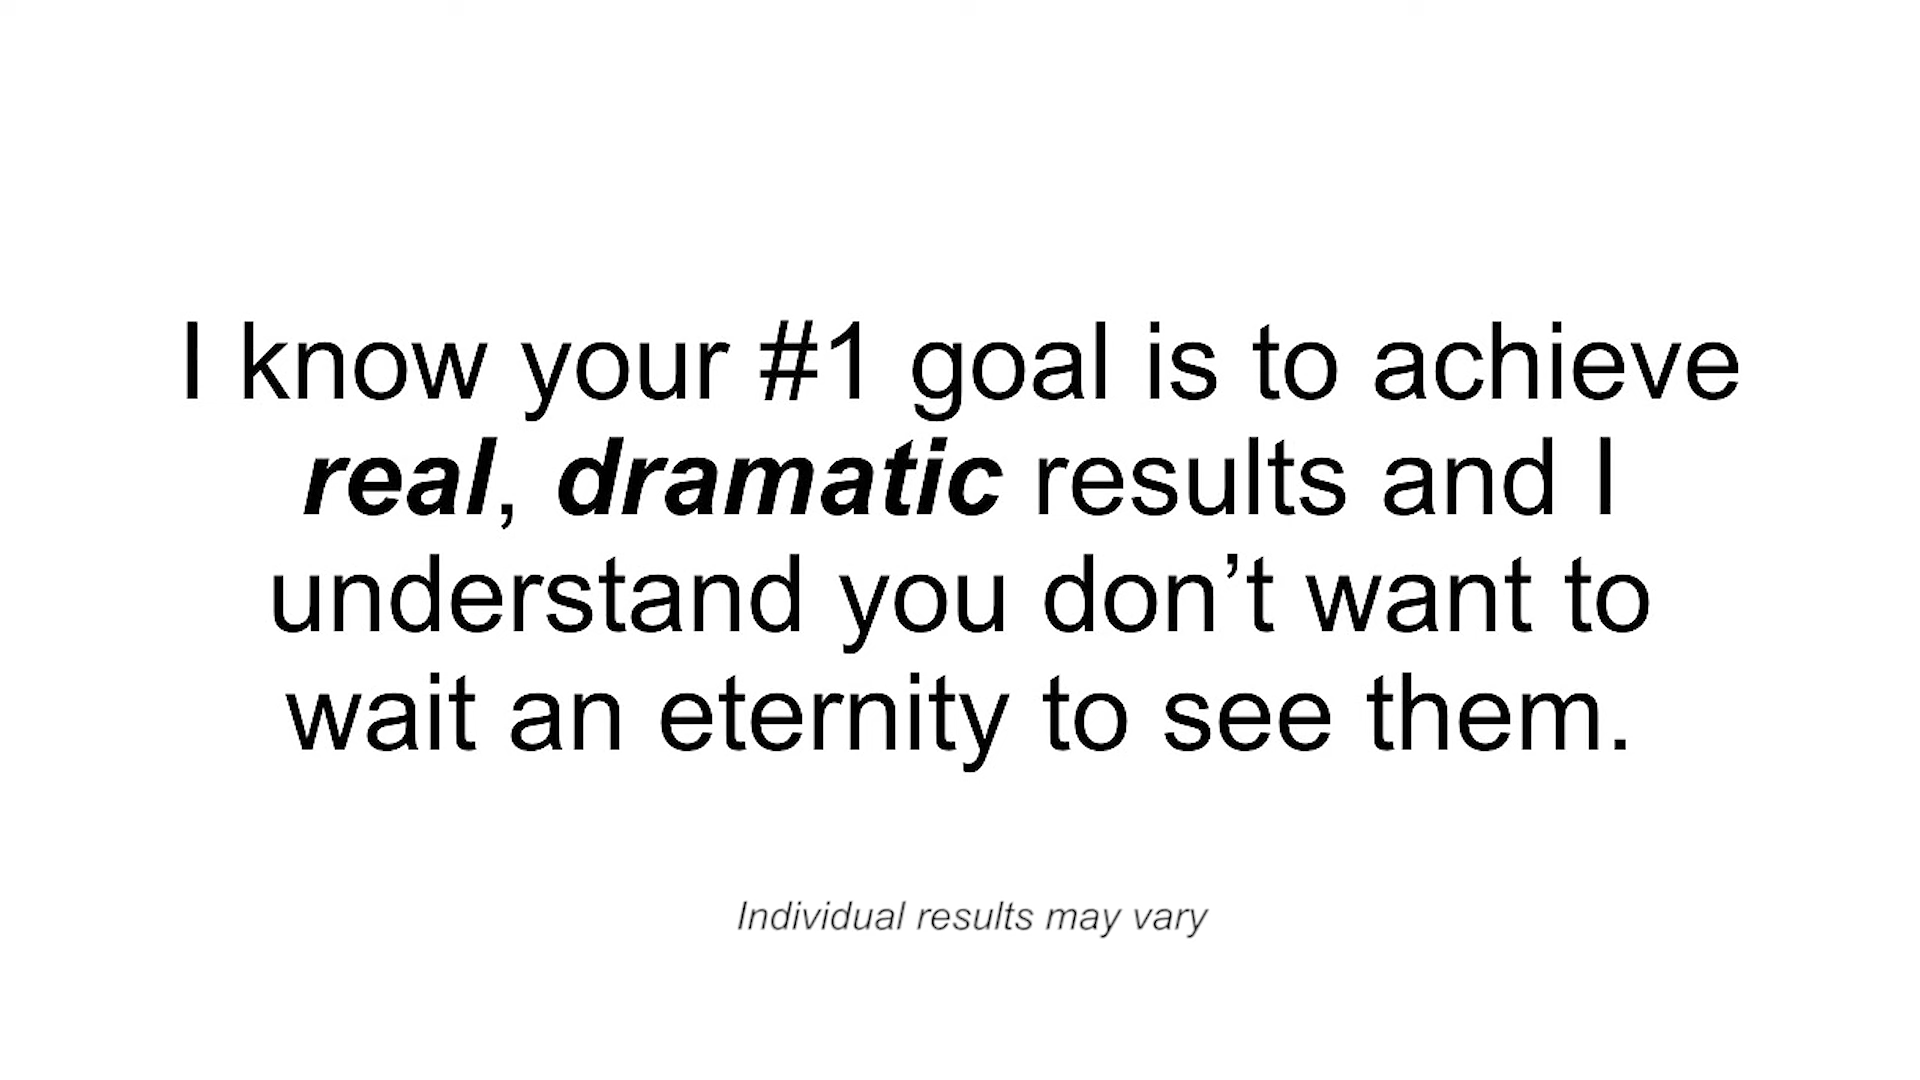 I know your #1 goal is to achieve
real, dramatic results and I
understand you don’t want to
wait an eternity to see them.
Individual results may vary